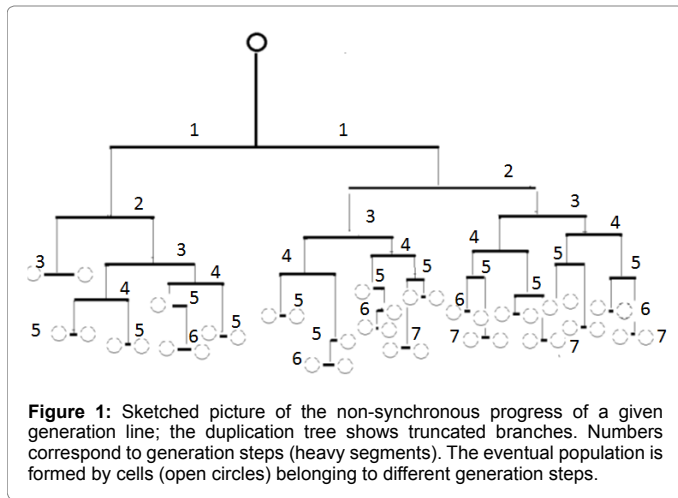 1 1
2
2 3
3 4
3 4 4
3 4 4 5 5
4 5 5 5 5
5 6 5 6 6
5 5 6 5 7 7 7 7
6
Figure 1: Sketched picture of the non-synchronous progress of a given
generation line; the duplication tree shows truncated branches. Numbers
correspond to generation steps (heavy segments). The eventual population is
formed by cells (open circles) belonging to different generation steps.